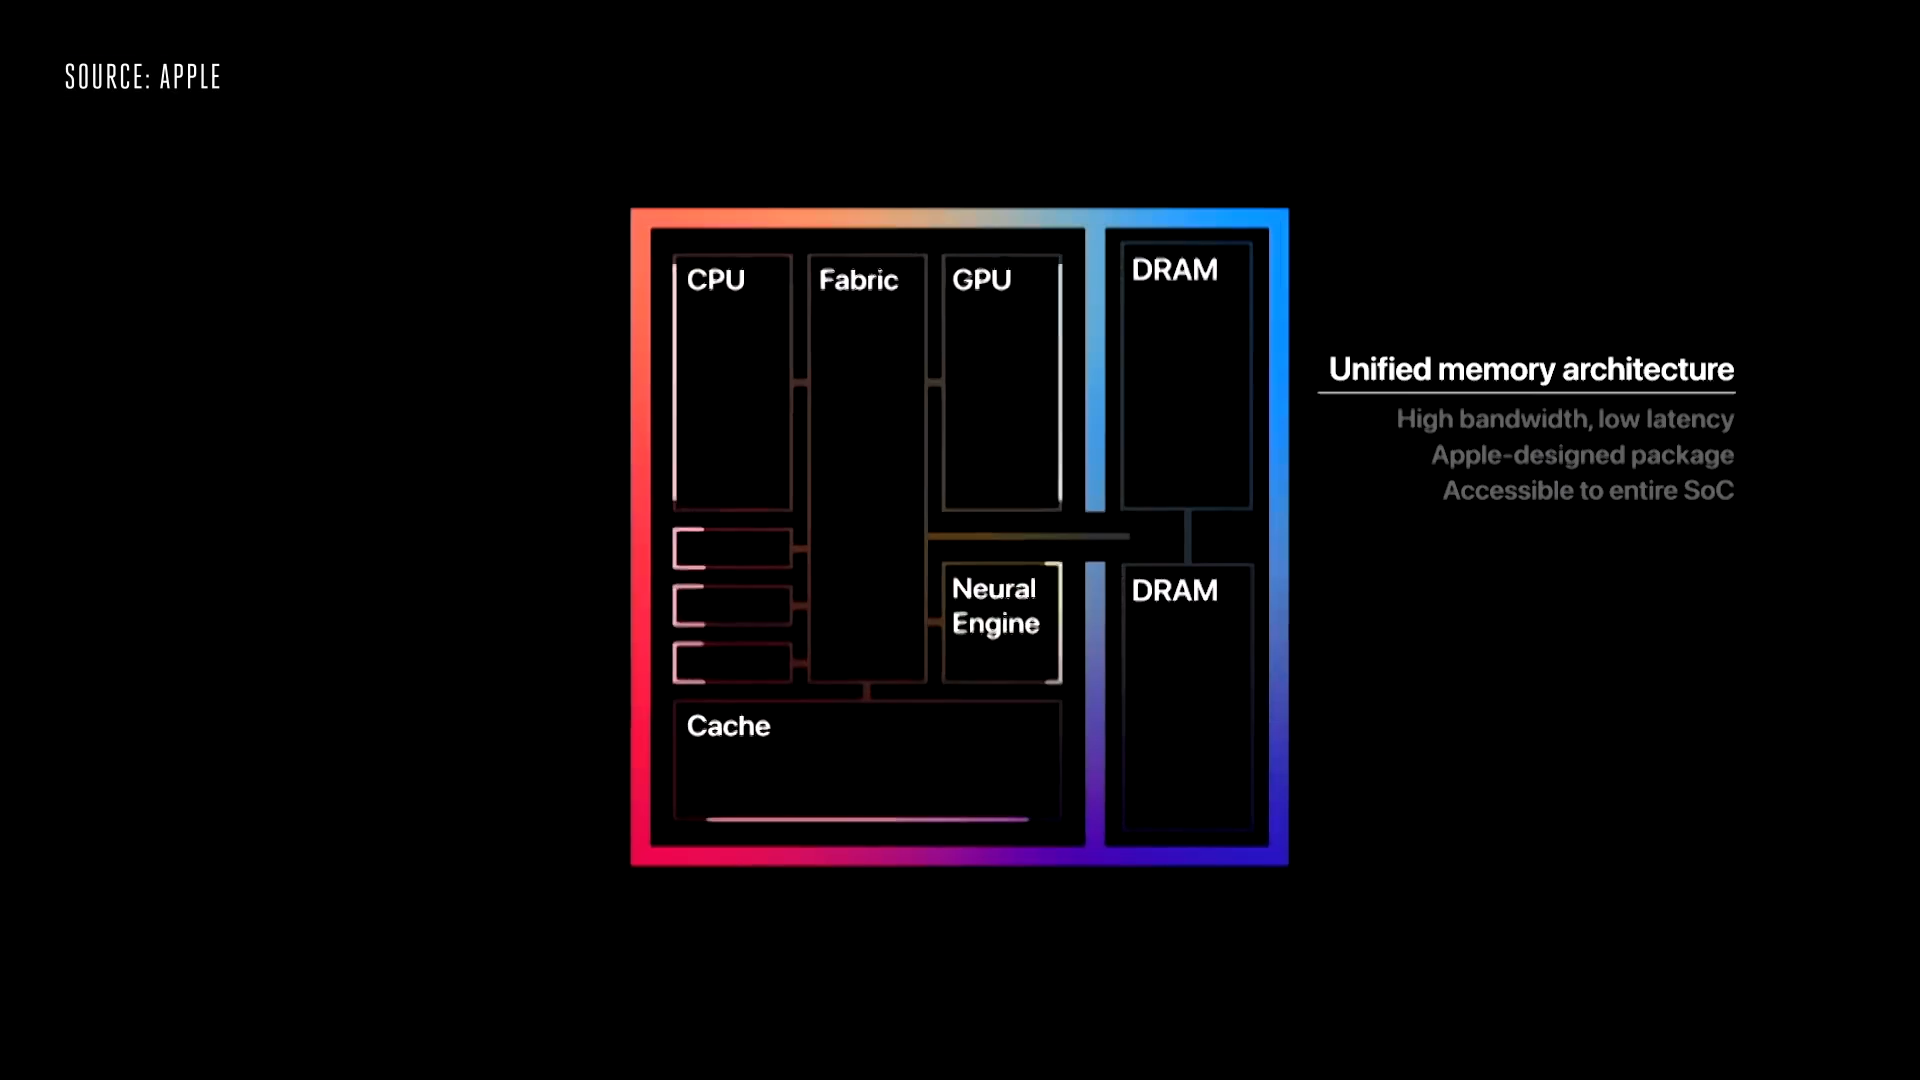 SOURCE: APPLE
CPU
Fabric
GPU
DRAM
Unified memory architecture
High bandwidth, low latency
Apple-designed package
Accessible to entire SoC
Neural
Engine
DRAM
Cache